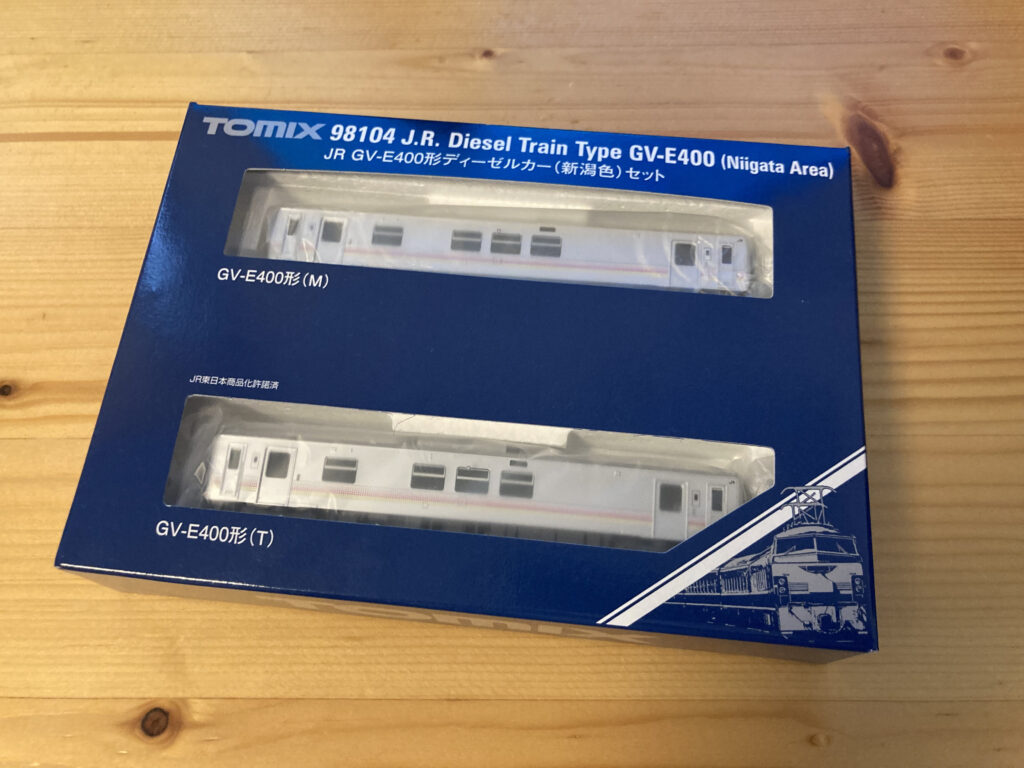 TOMIX 98104 J.R. Diesel Train Type GV-E400 (Niigata Area)
JR GV-E400形ディーゼルカー（新潟色）セット
GV-E400形（M）
JR東日本商品化許諾済
GV-E400形（T）
TOMIX